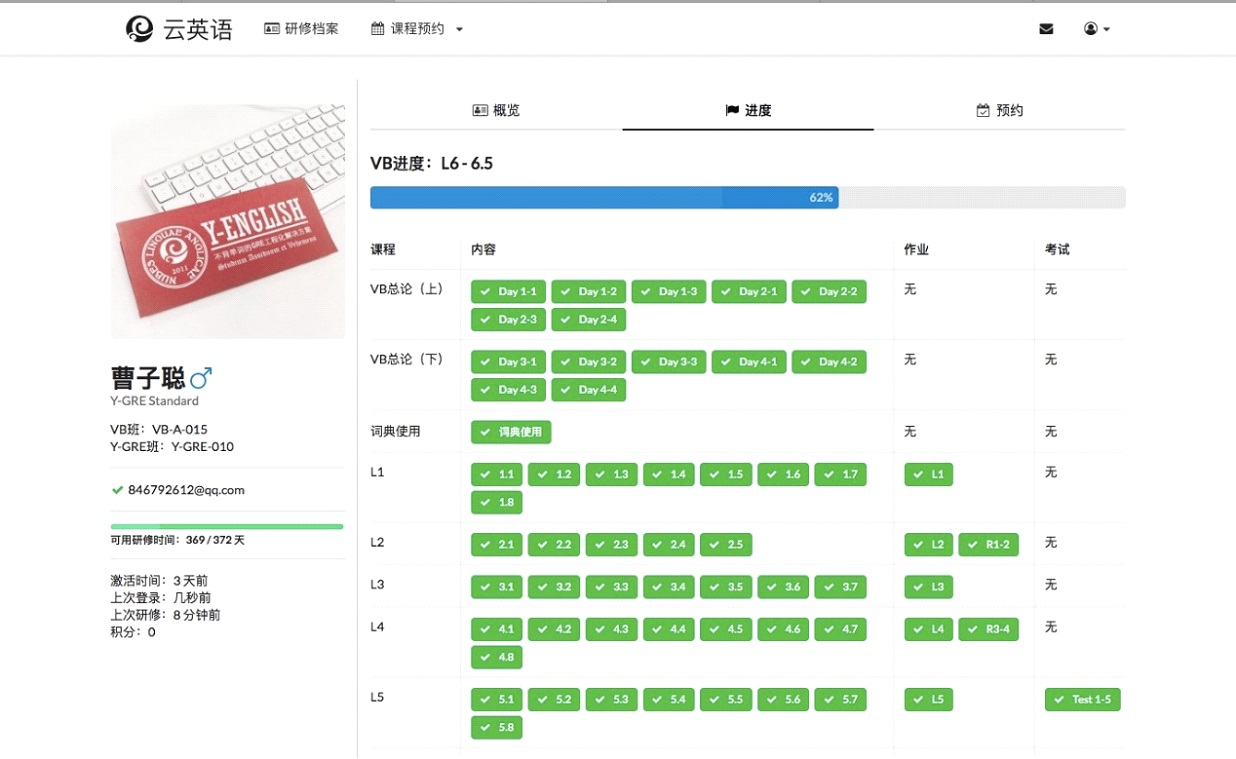 云英语
研修档案
课程预约
Y-ENGLISH
不背单词的GRE工程化解决方案
NUBES LINGUAE ANGLICAE
2011
曹子聪
Y-GRE Standard
VB班：VB-A-015
Y-GRE班：Y-GRE-010
846792612@qq.com
可用研修时间：369 / 372 天
激活时间：3 天前
上次登录：几秒前
上次研修：8 分钟前
积分：0
概览
进度
预约
VB进度：L6 - 6.5
62%
课程 内容 作业 考试
VB总论（上） Day 1-1 Day 1-2 Day 1-3 Day 2-1 Day 2-2 无 无
Day 2-3 Day 2-4
VB总论（下） Day 3-1 Day 3-2 Day 3-3 Day 4-1 Day 4-2 无 无
Day 4-3 Day 4-4
词典使用 词典使用 无 无
L1 1.1 1.2 1.3 1.4 1.5 1.6 1.7 L1 无
1.8
L2 2.1 2.2 2.3 2.4 2.5 L2 R1-2 无
L3 3.1 3.2 3.3 3.4 3.5 3.6 3.7 L3 无
L4 4.1 4.2 4.3 4.4 4.5 4.6 4.7 L4 R3-4 无
4.8
L5 5.1 5.2 5.3 5.4 5.5 5.6 5.7 L5 Test 1-5
5.8